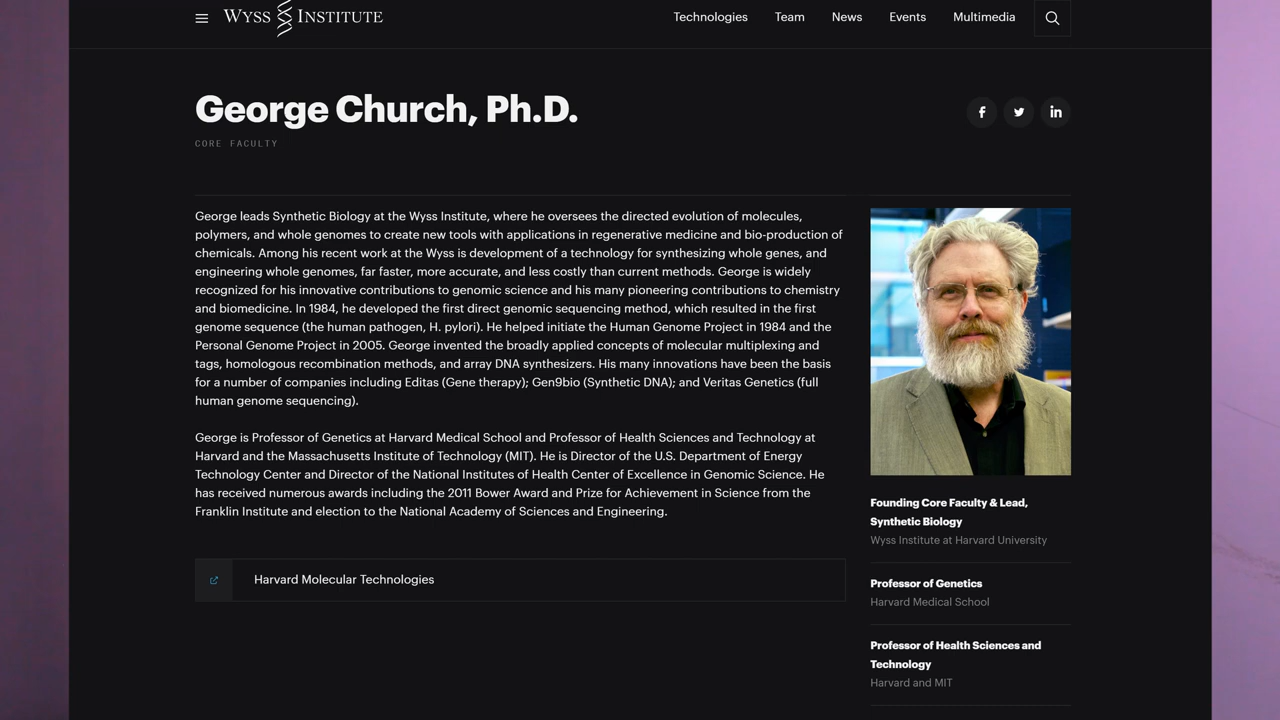 WYSS INSTITUTE
Technologies
Team
News
Events
Multimedia
George Church, Ph.D.
CORE FACULTY
George leads Synthetic Biology at the Wyss Institute, where he oversees the directed evolution of molecules,
polymers, and whole genomes to create new tools with applications in regenerative medicine and bio-production of
chemicals. Among his recent work at the Wyss is development of a technology for synthesizing whole genes, and
engineering whole genomes, far faster, more accurate, and less costly than current methods. George is widely
recognized for his innovative contributions to genomic science and his many pioneering contributions to chemistry
and biomedicine. In 1984, he developed the first direct genomic sequencing method, which resulted in the first
genome sequence (the human pathogen, H. pylori). He helped initiate the Human Genome Project in 1984 and the
Personal Genome Project in 2005. George invented the broadly applied concepts of molecular multiplexing and
tags, homologous recombination methods, and array DNA synthesizers. His many innovations have been the basis
for a number of companies including Editas (Gene therapy); Gen9bio (Synthetic DNA); and Veritas Genetics (full
human genome sequencing).
George is Professor of Genetics at Harvard Medical School and Professor of Health Sciences and Technology at
Harvard and the Massachusetts Institute of Technology (MIT). He is Director of the U.S. Department of Energy
Technology Center and Director of the National Institutes of Health Center of Excellence in Genomic Science. He
has received numerous awards including the 2011 Bower Award and Prize for Achievement in Science from the
Franklin Institute and election to the National Academy of Sciences and Engineering.
Harvard Molecular Technologies
Founding Core Faculty & Lead,
Synthetic Biology
Wyss Institute at Harvard University
Professor of Genetics
Harvard Medical School
Professor of Health Sciences and
Technology
Harvard and MIT